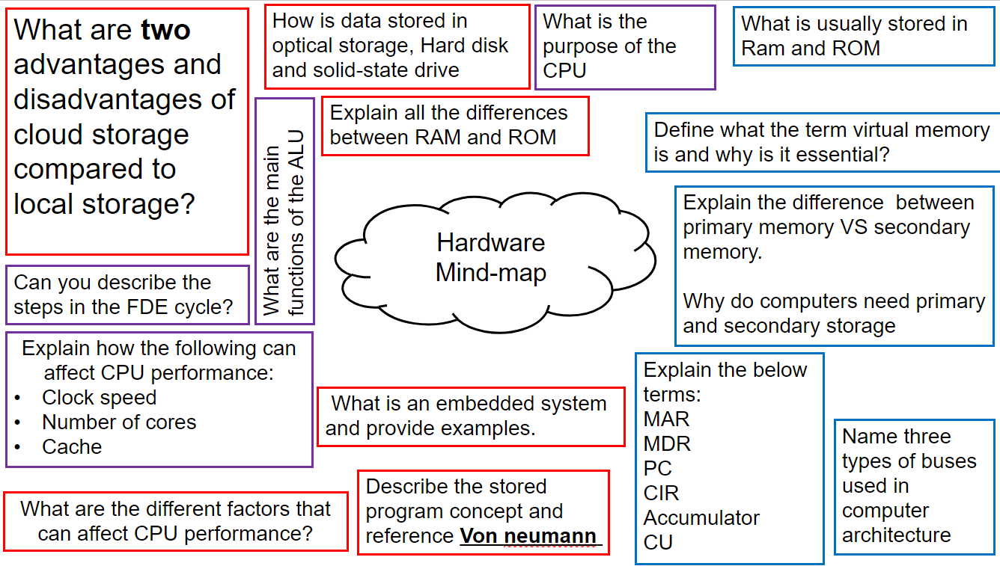 What are two
advantages and
disadvantages of
cloud storage
compared to
local storage?
How is data stored in
optical storage, Hard disk
and solid-state drive
What is the
purpose of the
CPU
What is usually stored in
Ram and ROM
What are the main
functions of the ALU
Explain all the differences
between RAM and ROM
Define what the term virtual memory
is and why is it essential?
Hardware
Mind-map
Explain the difference  between
primary memory VS secondary
memory.
Why do computers need primary
and secondary storage
Can you describe the
steps in the FDE cycle?
Explain how the following can
affect CPU performance:
• Clock speed
• Number of cores
• Cache
What is an embedded system
and provide examples.
Explain the below
terms:
MAR
MDR
PC
CIR
Accumulator
CU
Name three
types of buses
used in
computer
architecture
What are the different factors that
can affect CPU performance?
Describe the stored
program concept and
reference Von neumann